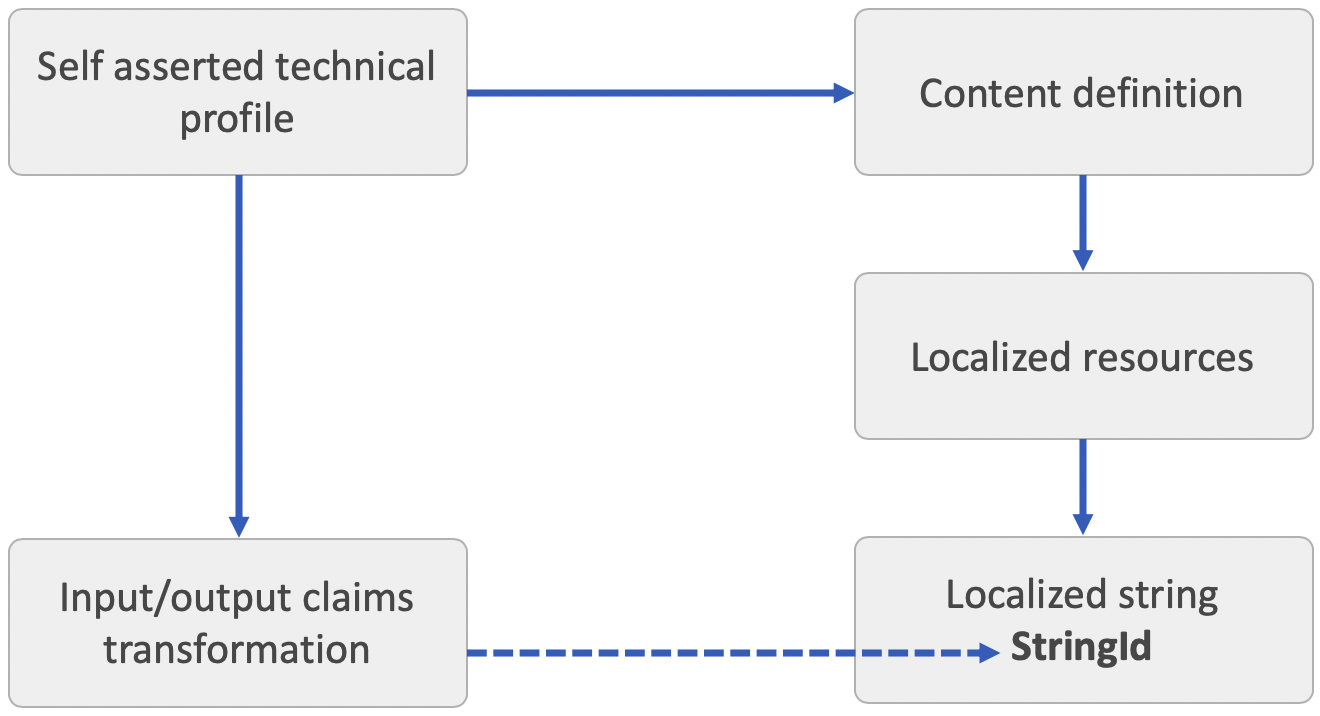 Self asserted technical
profile
Content definition
Localized resources
Input/output claims
transformation
Localized string
StringId